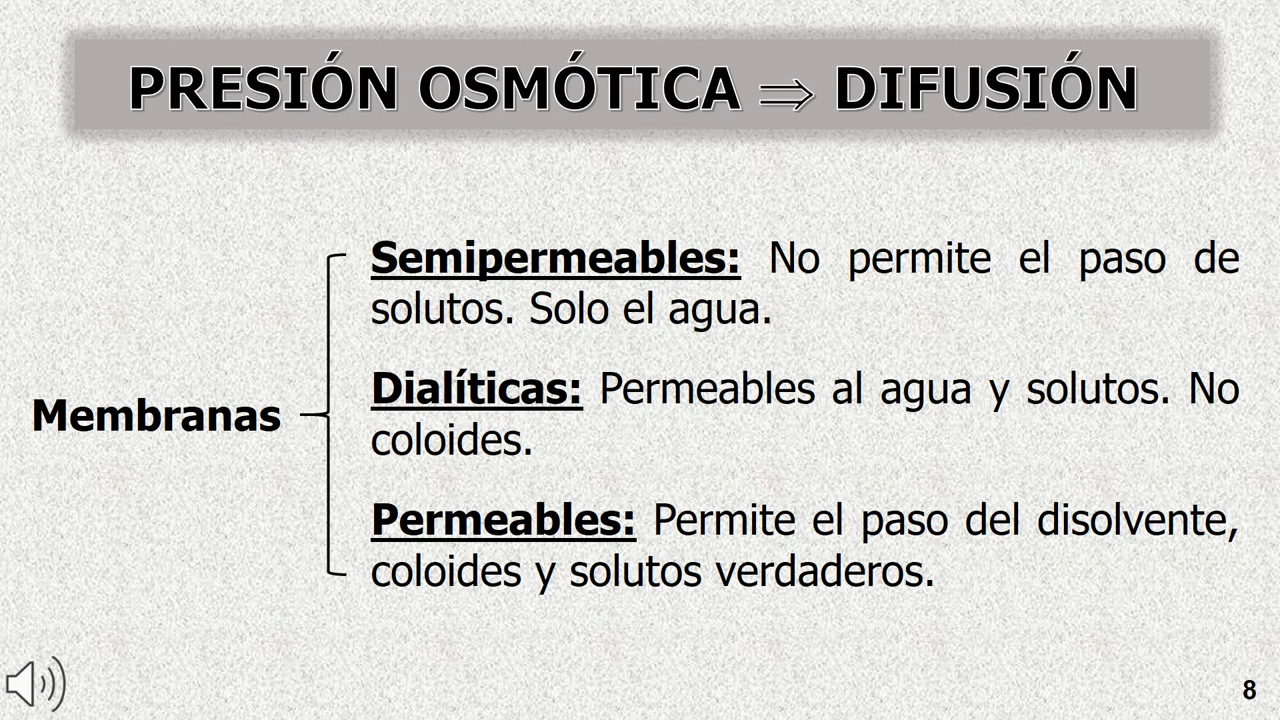 PRESIÓN OSMÓTICA ⇒ DIFUSIÓN
Semipermeables: No permite el paso de
solutos. Solo el agua.
Membranas
Dialíticas: Permeables al agua y solutos. No
coloides.
Permeables: Permite el paso del disolvente,
coloides y solutos verdaderos.
8